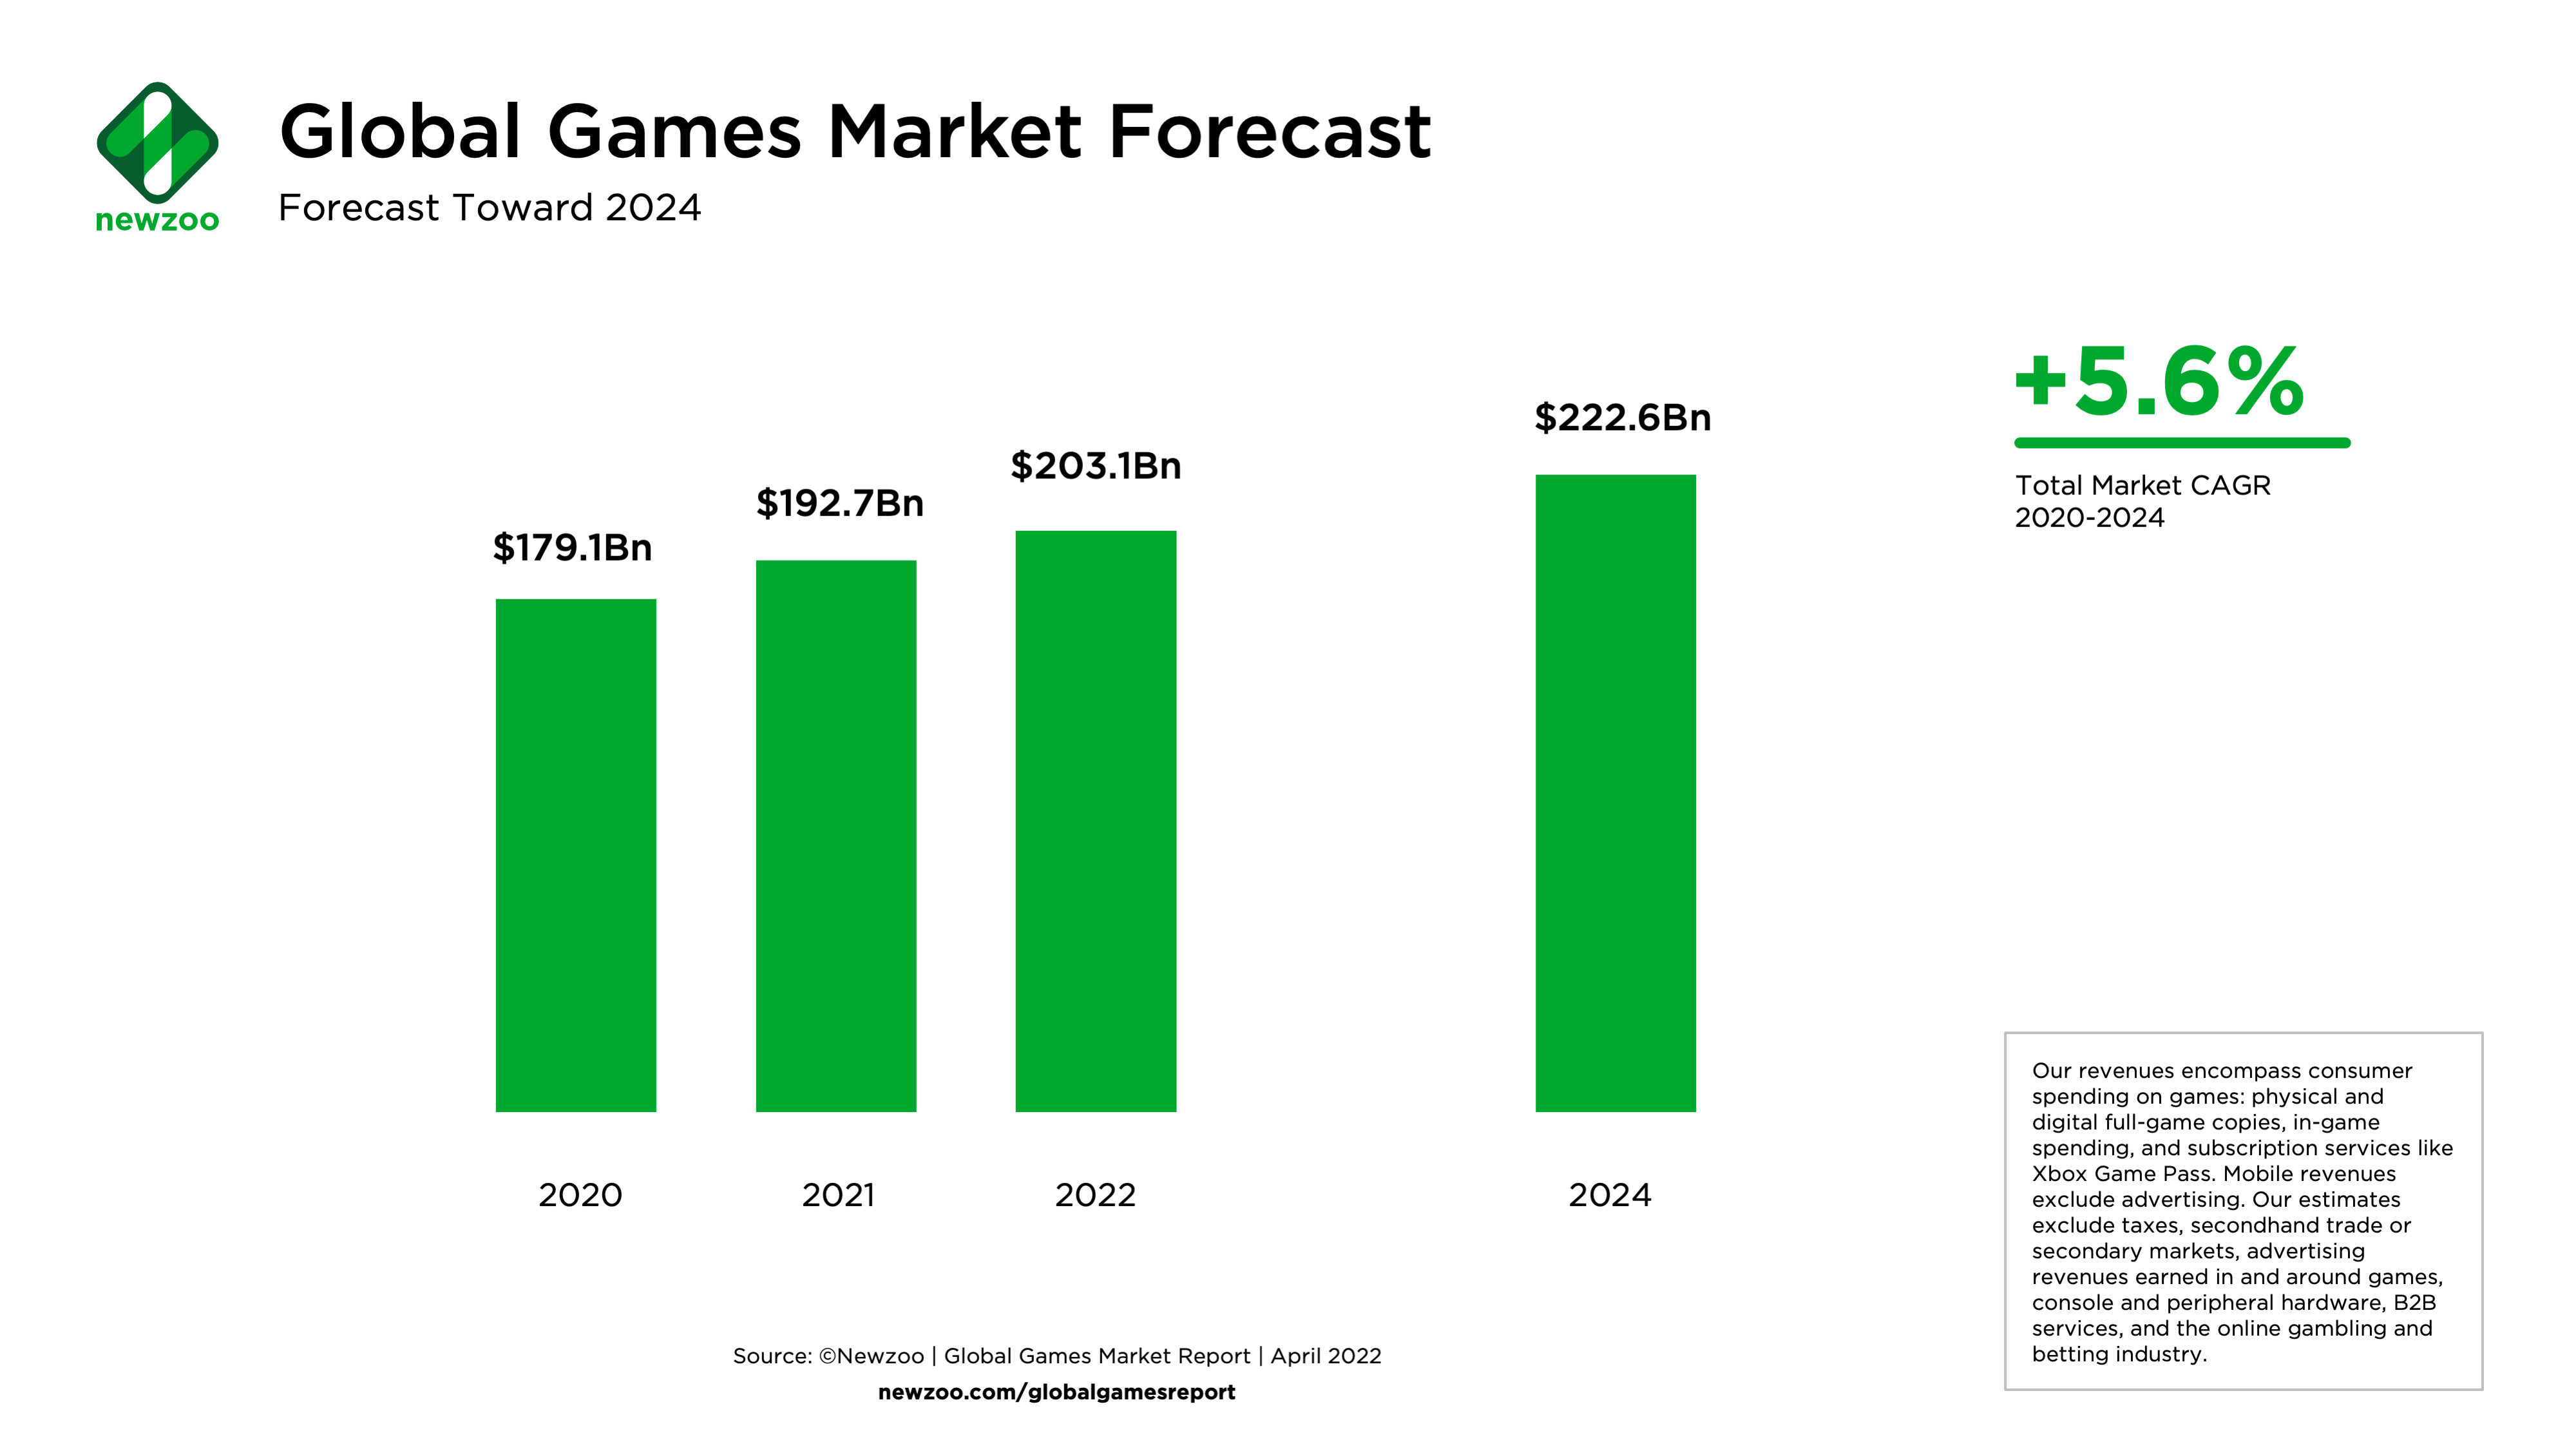 newzoo
Global Games Market Forecast
Forecast Toward 2024
$179.1Bn
$192.7Bn
$203.1Bn
$222.6Bn
2020
2021
2022
2024
+5.6%
Total Market CAGR
2020-2024
Our revenues encompass consumer
spending on games: physical and
digital full-game copies, in-game
spending, and subscription services like
Xbox Game Pass. Mobile revenues
exclude advertising. Our estimates
exclude taxes, secondhand trade or
secondary markets, advertising
revenues earned in and around games,
console and peripheral hardware, B2B
services, and the online gambling and
betting industry.
Source: ©Newzoo | Global Games Market Report | April 2022
newzoo.com/globalgamesreport